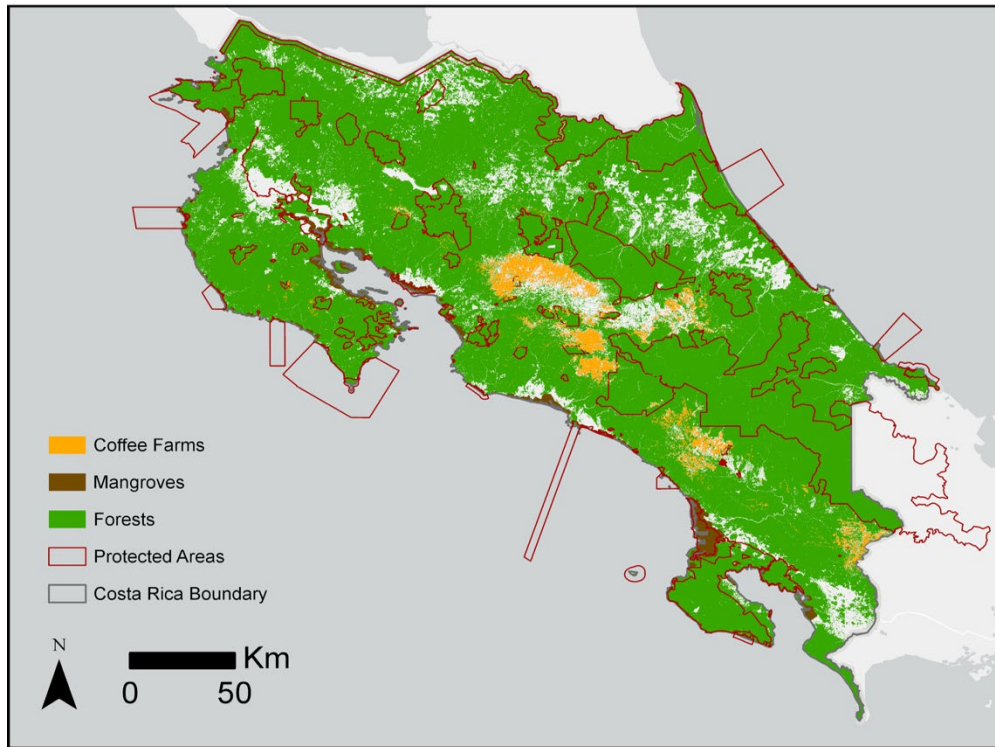 Coffee Farms
Mangroves
Forests
Protected Areas
Costa Rica Boundary
N
Km
0 50